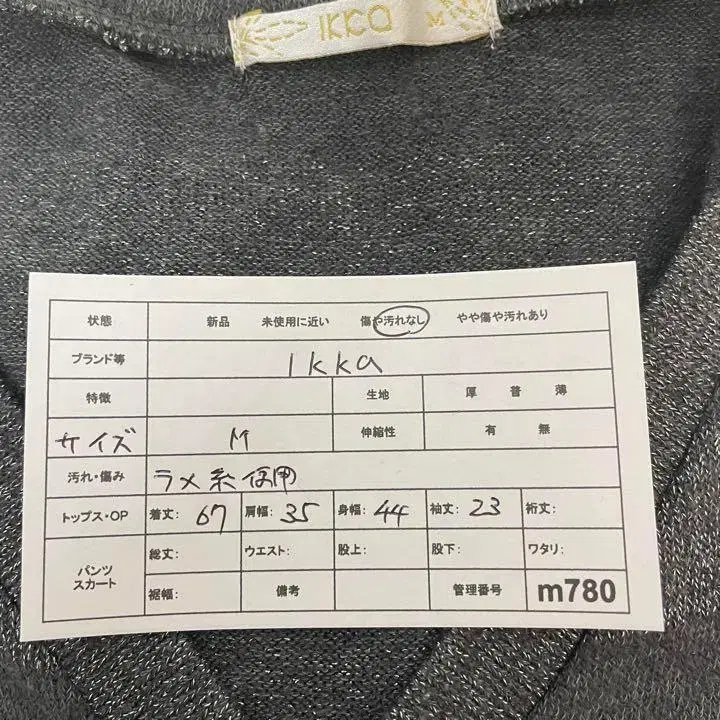 ikka M
状態 新品 未使用に近い 傷や汚れなし やや傷や汚れあり
ブランド等 ikka
特徴 生地 厚 普 薄
サイズ M 伸縮性 有 無
汚れ・傷み ラメ糸使用
トップス・OP 着丈: 67 肩幅: 35 身幅: 44 袖丈: 23 裄丈:
パンツ スカート 総丈: ウエスト: 股上: 股下: ワタリ:
裾幅: 備考 管理番号 m780